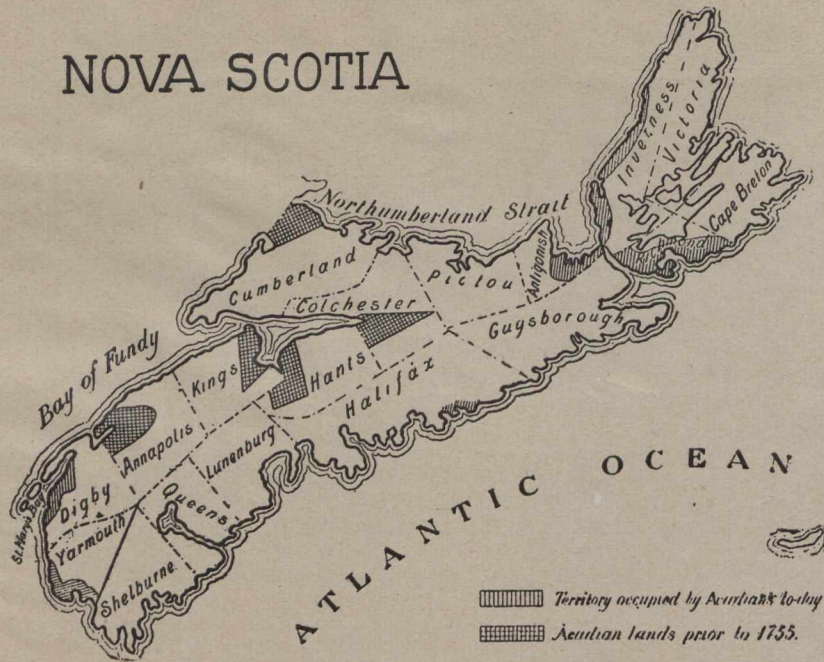 NOVA SCOTIA
Inverness
Victoria
Cape Breton
Northumberland Strait
Cumberland
Pictou
Antigonish
Colchester
Guysborough
Bay of Fundy
Kings
Hants
Halifax
Annapolis
Lunenburg
Digby
Queens
St. Mary's Bay
Yarmouth
Shelburne
ATLANTIC OCEAN
Territory occupied by Acadians to-day
Acadian lands prior to 1755.